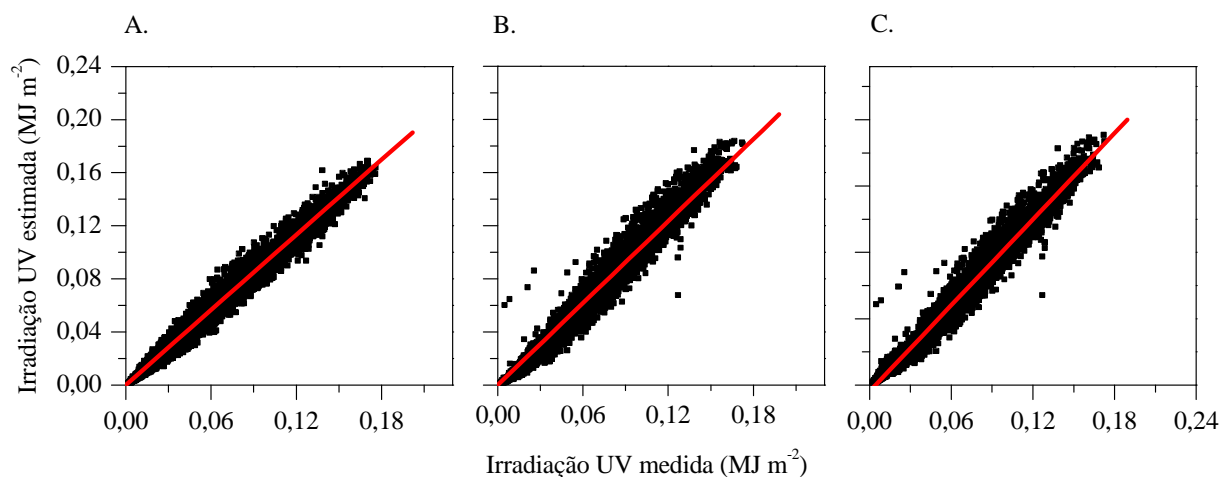 A. B. C.
Irradiação UV estimada (MJ m⁻²)
0,24
0,20
0,16
0,12
0,08
0,04
0,00
0,00 0,06 0,12 0,18 0,00 0,06 0,12 0,18 0,00 0,06 0,12 0,18 0,24
Irradiação UV medida (MJ m⁻²)